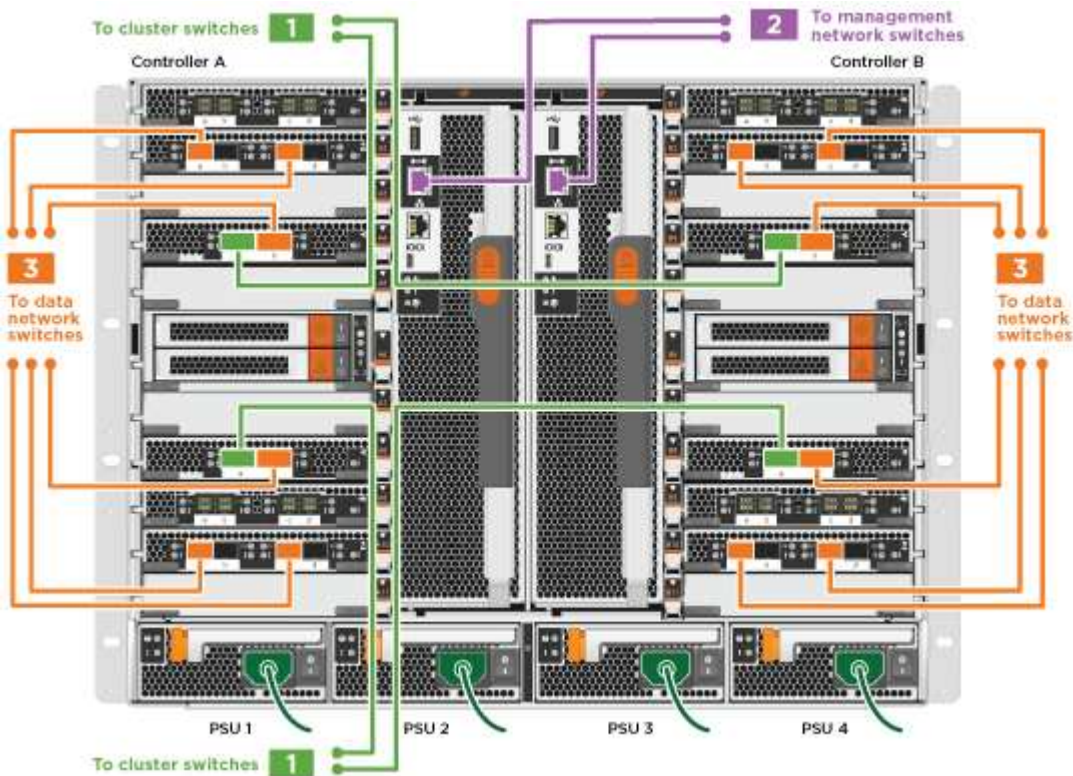 To cluster switches 1
2 To management
network switches
Controller A
Controller B
3
To data
network
switches
3
To data
network
switches
PSU 1
PSU 2
PSU 3
PSU 4
To cluster switches 1